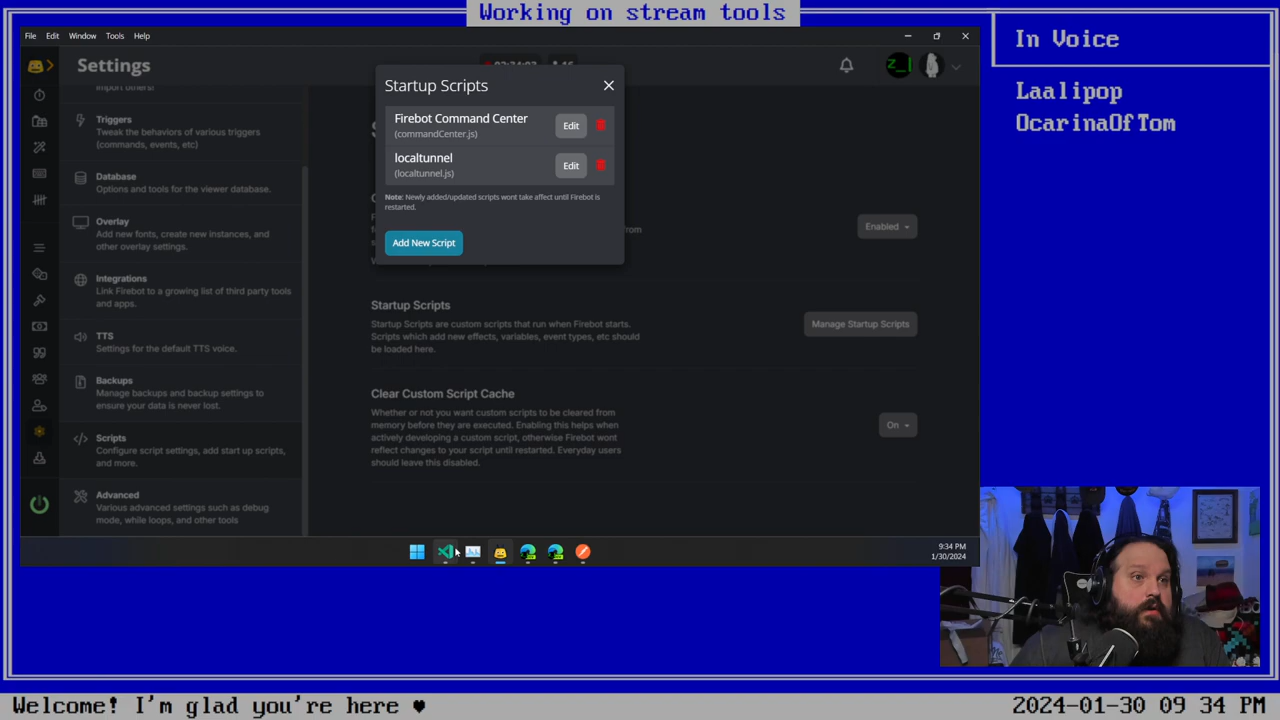 Working on stream tools
File Edit Window Tools Help
Settings
In Voice
Laalipop
OcarinaOfTom
Triggers
Tweak the behaviors of various triggers
(commands, events, etc)
Database
Options and tools for the viewer database.
Overlay
Add new fonts, create new instances, and
other overlay settings.
Integrations
Link Firebot to a growing list of third party tools
and apps.
TTS
Settings for the default TTS voice.
Backups
Manage backups and backup settings to
ensure your data is never lost.
Scripts
Configure script settings, add start up scripts,
and more.
Advanced
Various advanced settings such as debug
mode, while loops, and other tools
Startup Scripts
Firebot Command Center
(commandCenter.js)
Edit
localtunnel
(localtunnel.js)
Edit
Note: Newly added/updated scripts wont take affect until Firebot is
restarted.
Add New Script
from
Enabled
Startup Scripts
Startup Scripts are custom scripts that run when Firebot starts.
Scripts which add new effects, variables, event types, etc should
be loaded here.
Manage Startup Scripts
Clear Custom Script Cache
Whether or not you want custom scripts to be cleared from
memory before they are executed. Enabling this helps when
actively developing a custom script, otherwise Firebot wont
reflect changes to your script until restarted. Everyday users
should leave this disabled.
On
9:34 PM
1/30/2024
Welcome! I'm glad you're here ♥
2024-01-30 09 34 PM